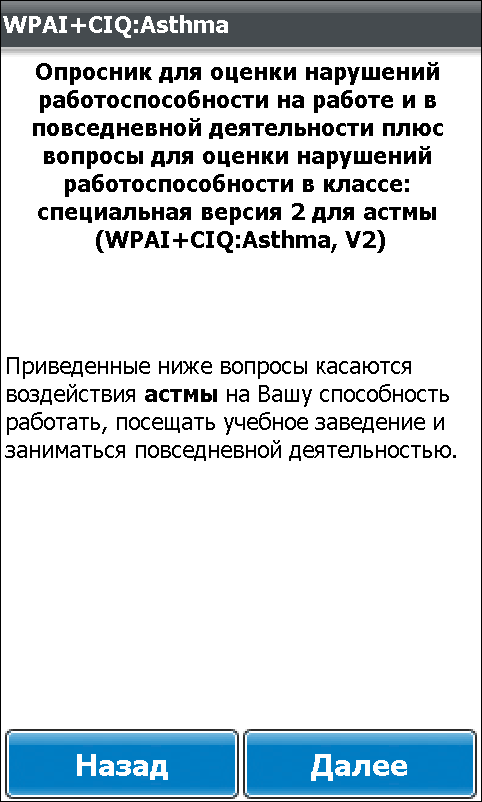 WPAI+CIQ:Asthma
Опросник для оценки нарушений
работоспособности на работе и в
повседневной деятельности плюс
вопросы для оценки нарушений
работоспособности в классе:
специальная версия 2 для астмы
(WPAI+CIQ:Asthma, V2)
Приведенные ниже вопросы касаются
воздействия астмы на Вашу способность
работать, посещать учебное заведение и
заниматься повседневной деятельностью.
Назад
Далее